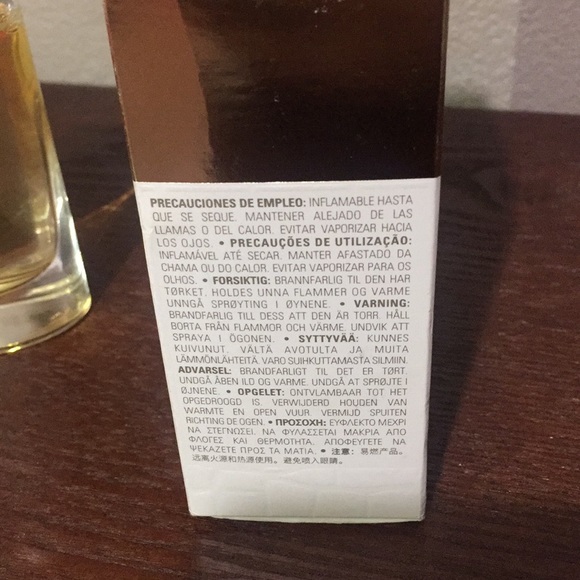 PRECAUCIONES DE EMPLEO: INFLAMABLE HASTA
QUE SE SEQUE. MANTENER ALEJADO DE LAS
LLAMAS O DEL CALOR. EVITAR VAPORIZAR HACIA
LOS OJOS. • PRECAUÇÕES DE UTILIZAÇÃO:
INFLAMÁVEL ATÉ SECAR. MANTER AFASTADO DA
CHAMA OU DO CALOR. EVITAR VAPORIZAR PARA OS
OLHOS. • FORSIKTIG: BRANNFARLIG TIL DEN HAR
TØRKET. HOLDES UNNA FLAMMER OG VARME
UNNGÅ SPRØYTING I ØYNENE. • VARNING:
BRANDFARLIG TILL DESS ATT DEN ÄR TORR. HÅLL
BORTA FRÅN FLAMMOR OCH VÄRME. UNDVIK ATT
SPRAYA I ÖGONEN. • SYTTYVÄÄ: KUNNES
KUIVUNUT. VÄLTÄ AVOTULTA JA MUITA
LÄMMÖNLÄHTEITÄ. VARO SUIHKUTTAMASTA SILMIIN.
ADVARSEL: BRANDFARLIGT TIL DET ER TØRT.
UNDGÅ ÅBEN ILD OG VARME. UNDGÅ AT SPRØJTE I
ØJNENE. • OPGELET: ONTVLAMBAAR TOT HET
OPGEDROOGD IS. VERWIJDERD HOUDEN VAN
WARMTE EN OPEN VUUR. VERMIJD SPUITEN
RICHTING DE OGEN. • ΠΡΟΣΟΧΗ: ΕΥΦΛΕΚΤΟ ΜΕΧΡΙ
ΝΑ ΣΤΕΓΝΩΣΕΙ. ΝΑ ΦΥΛΑΣΣΕΤΑΙ ΜΑΚΡΙΑ ΑΠΟ
ΦΛΟΓΕΣ ΚΑΙ ΘΕΡΜΟΤΗΤΑ. ΑΠΟΦΕΥΓΕΤΕ ΝΑ
ΨΕΚΑΖΕΤΕ ΠΡΟΣ ΤΑ ΜΑΤΙΑ. • 注意: 易燃产品。
远离火源和热源使用。避免喷入眼睛。